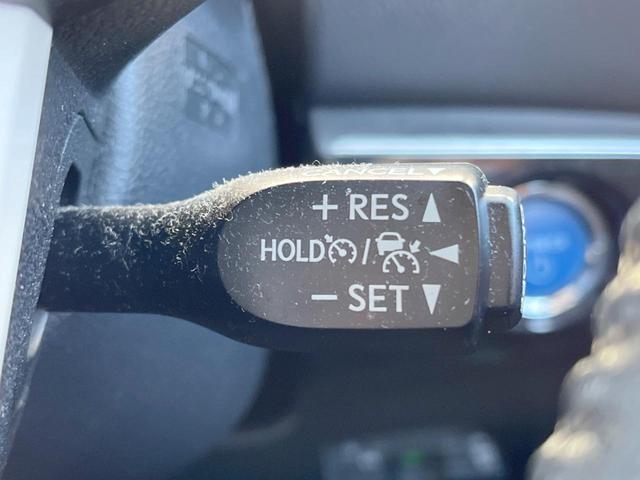 CANCEL▼
+ RES ▲
HOLD / ◀
− SET ▼